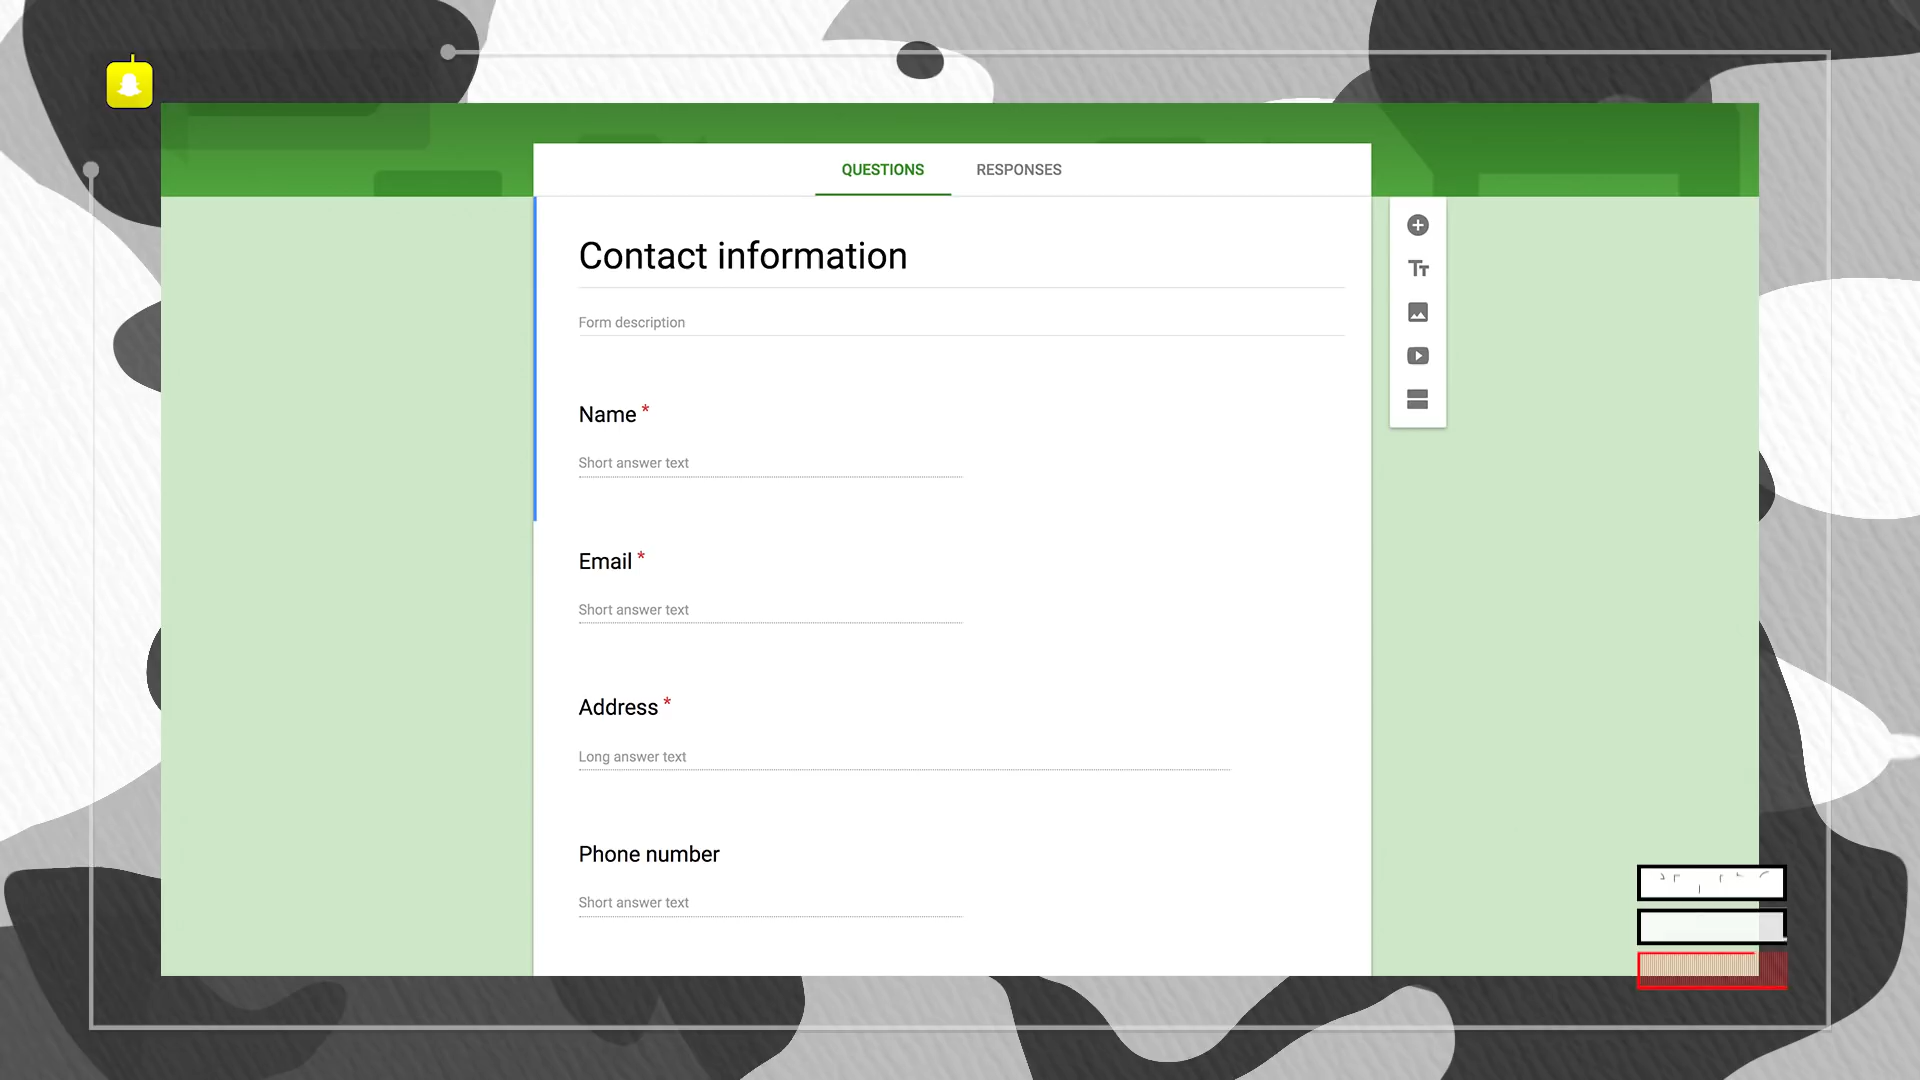 QUESTIONS RESPONSES
Contact information
Form description
Name *
Short answer text
Email *
Short answer text
Address *
Long answer text
Phone number
Short answer text